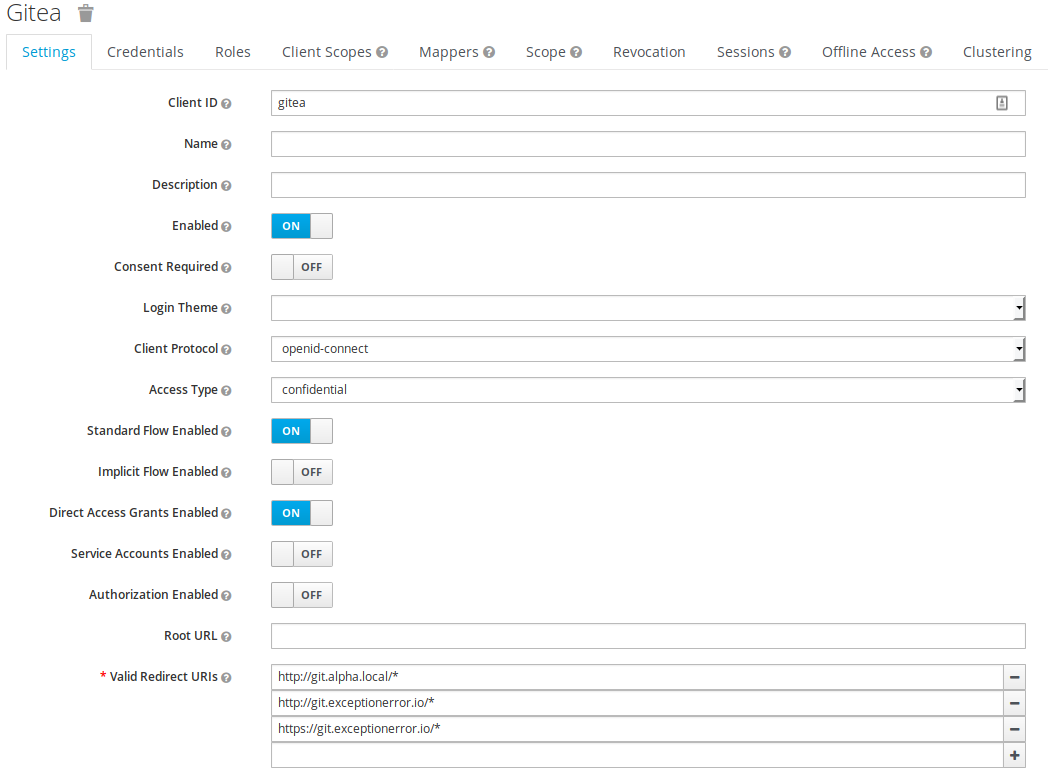 Gitea
Settings Credentials Roles Client Scopes Mappers Scope Revocation Sessions Offline Access Clustering
Client ID gitea
Name
Description
Enabled ON
Consent Required OFF
Login Theme
Client Protocol openid-connect
Access Type confidential
Standard Flow Enabled ON
Implicit Flow Enabled OFF
Direct Access Grants Enabled ON
Service Accounts Enabled OFF
Authorization Enabled OFF
Root URL
* Valid Redirect URIs http://git.alpha.local/*
http://git.exceptionerror.io/*
https://git.exceptionerror.io/*